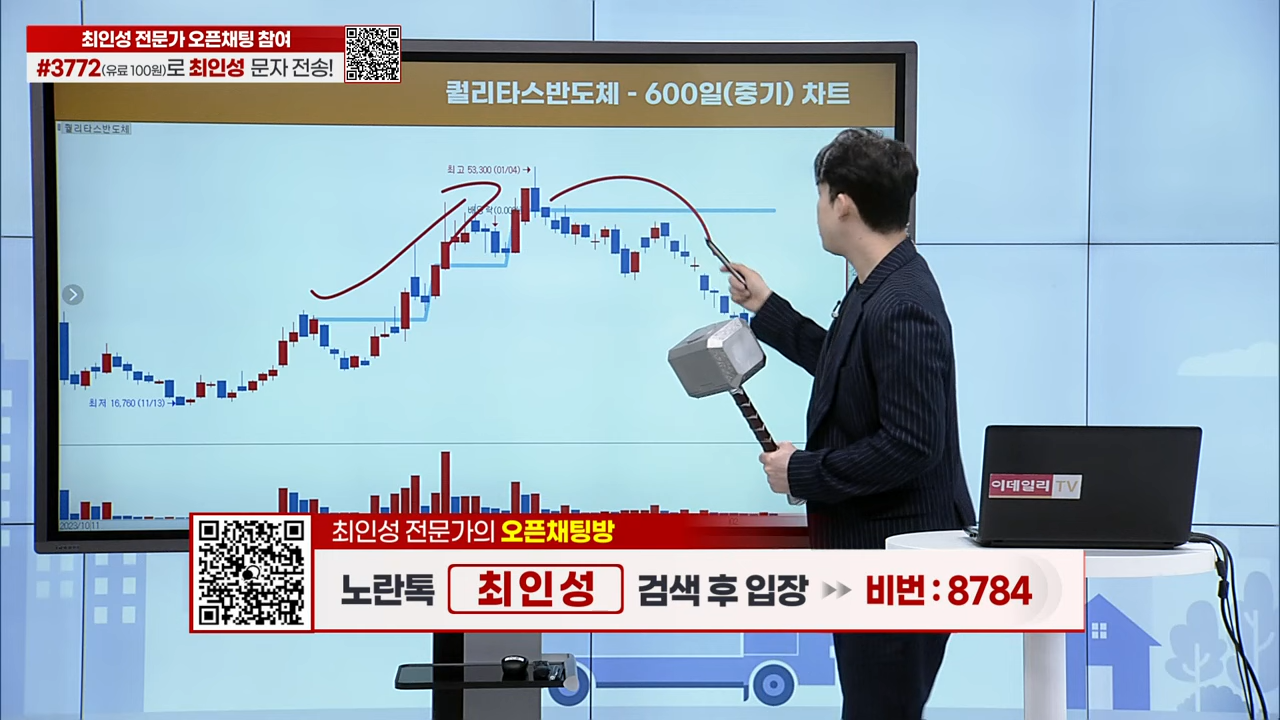 최인성 전문가 오픈채팅 참여
#3772(유료 100원)로 최인성 문자 전송!
퀄리타스반도체 - 600일(중기) 차트
퀄리타스반도체
최고 53,300 (01/04)
최저 16,760 (11/13)
2023/10/11
이데일리 TV
최인성 전문가의 오픈채팅방
노란톡 최인성 검색 후 입장 비번 : 8784